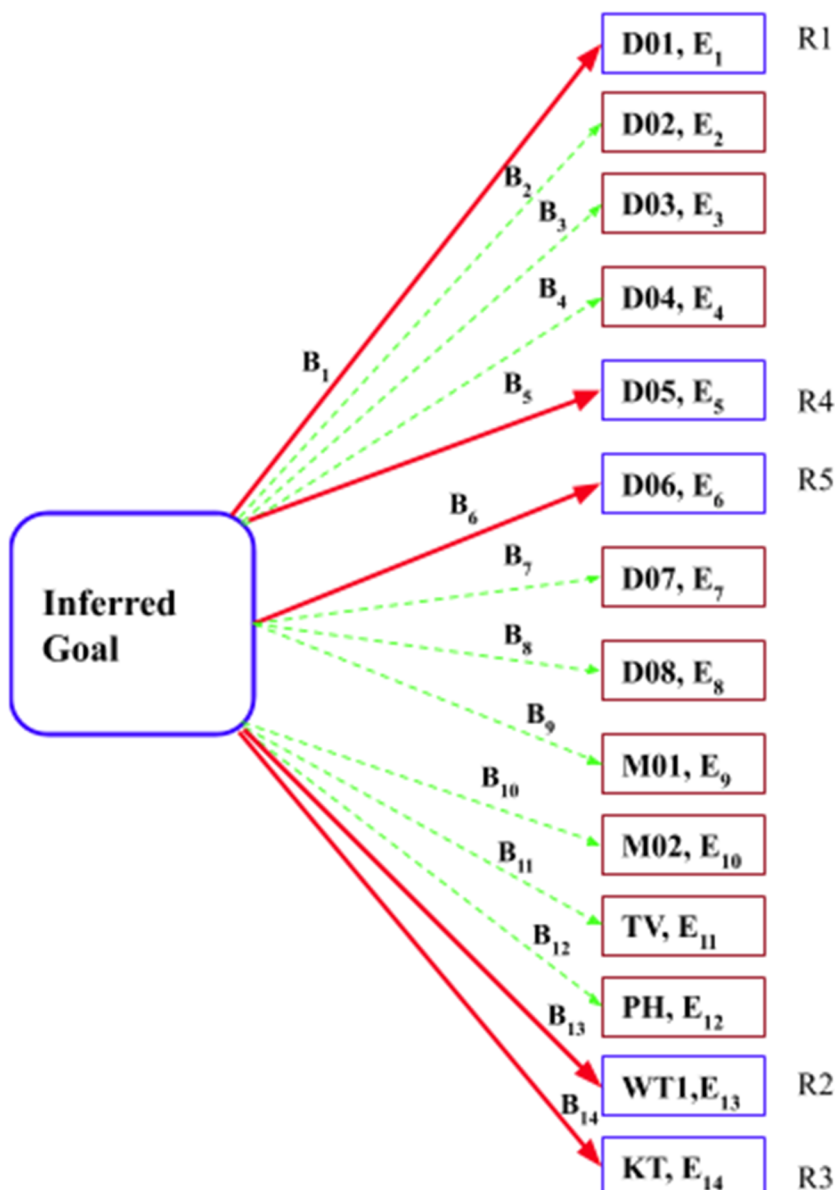 D01, E₁ R1
D02, E₂
B₂
D03, E₃
B₃
B₄
D04, E₄
B₁
B₅
D05, E₅ R4
D06, E₆ R5
B₆
B₇
D07, E₇
Inferred
Goal
B₈
D08, E₈
B₉
M01, E₉
B₁₀
M02, E₁₀
B₁₁
TV, E₁₁
B₁₂
PH, E₁₂
B₁₃
WT1,E₁₃ R2
B₁₄
KT, E₁₄ R3